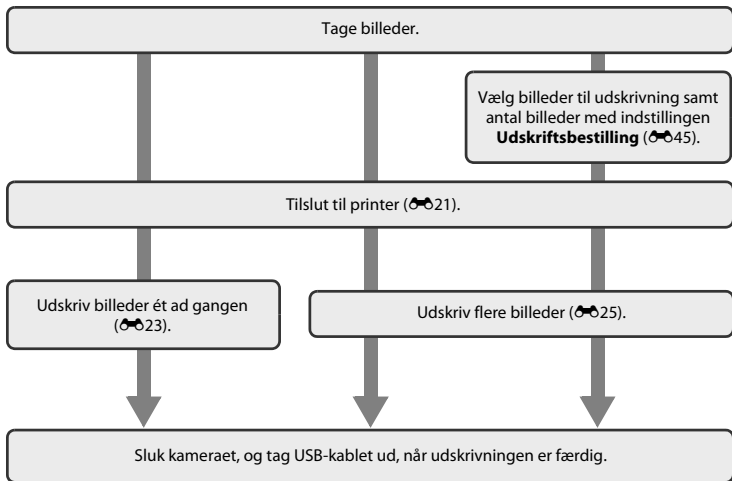 Tage billeder.
Vælg billeder til udskrivning samt
antal billeder med indstillingen
Udskriftsbestilling (45).
Tilslut til printer (21).
Udskriv billeder ét ad gangen
(23).
Udskriv flere billeder (25).
Sluk kameraet, og tag USB-kablet ud, når udskrivningen er færdig.